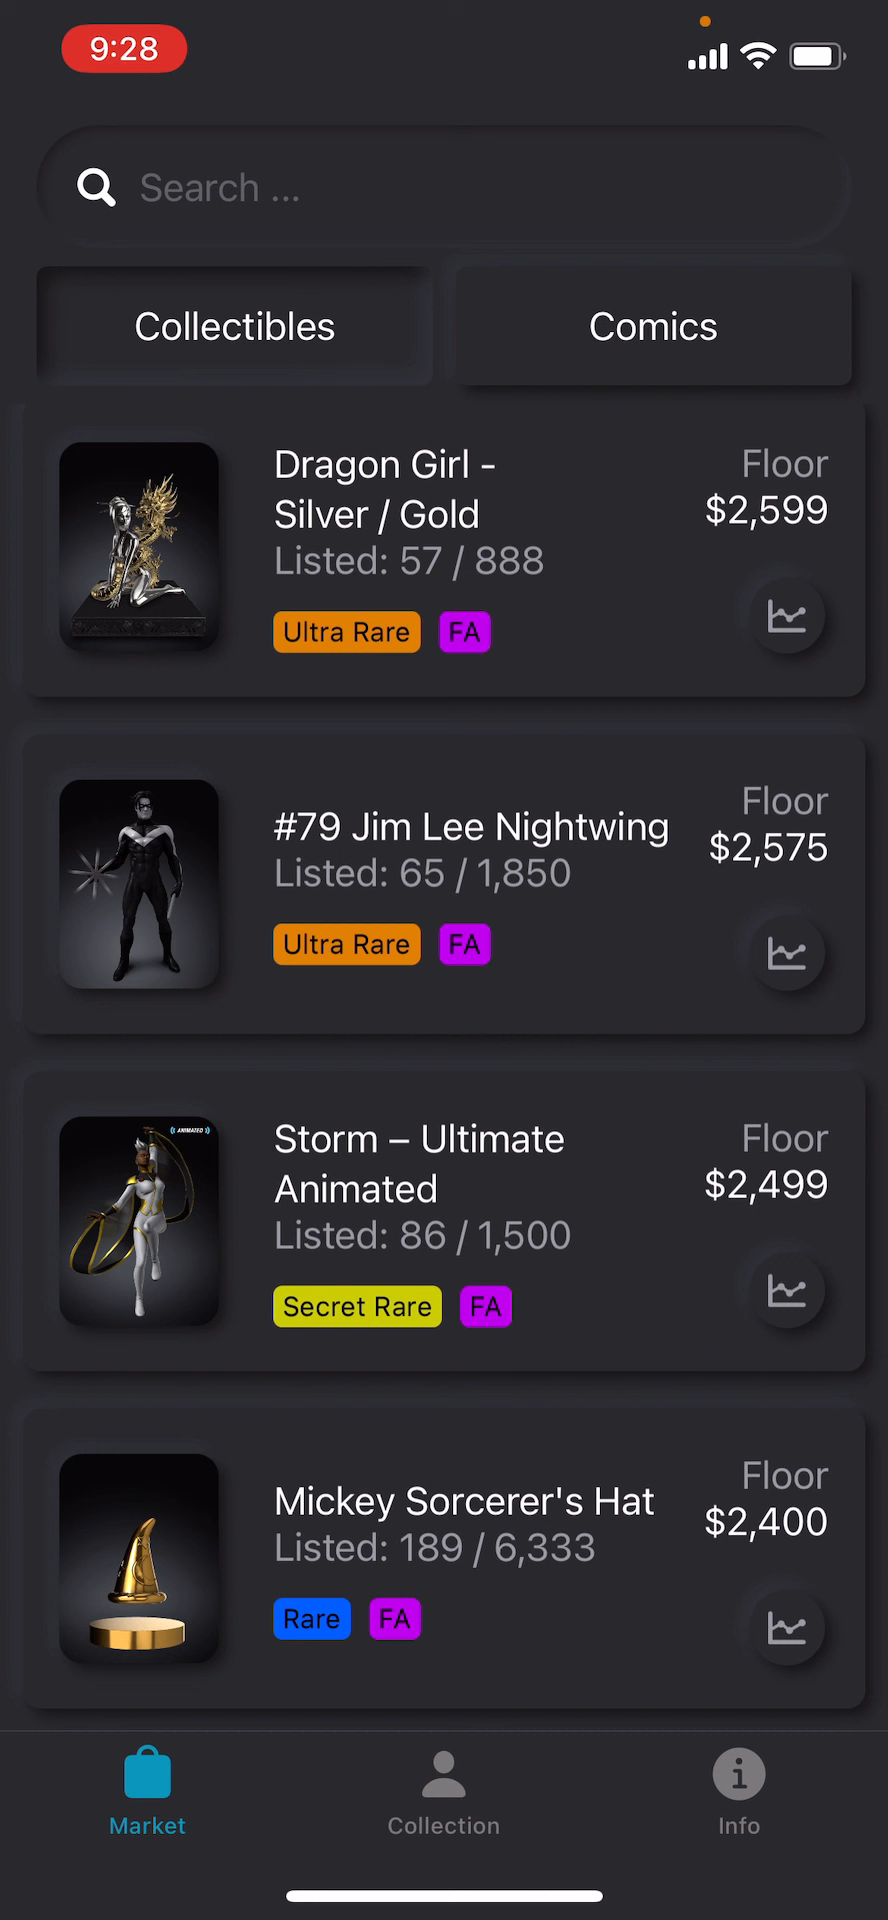 9:28
Search ...
Collectibles
Comics
Dragon Girl -
Silver / Gold
Listed: 57 / 888
Ultra Rare
FA
Floor
$2,599
#79 Jim Lee Nightwing
Listed: 65 / 1,850
Ultra Rare
FA
Floor
$2,575
ANIMATED
Storm – Ultimate
Animated
Listed: 86 / 1,500
Secret Rare
FA
Floor
$2,499
Mickey Sorcerer's Hat
Listed: 189 / 6,333
Rare
FA
Floor
$2,400
Market
Collection
Info